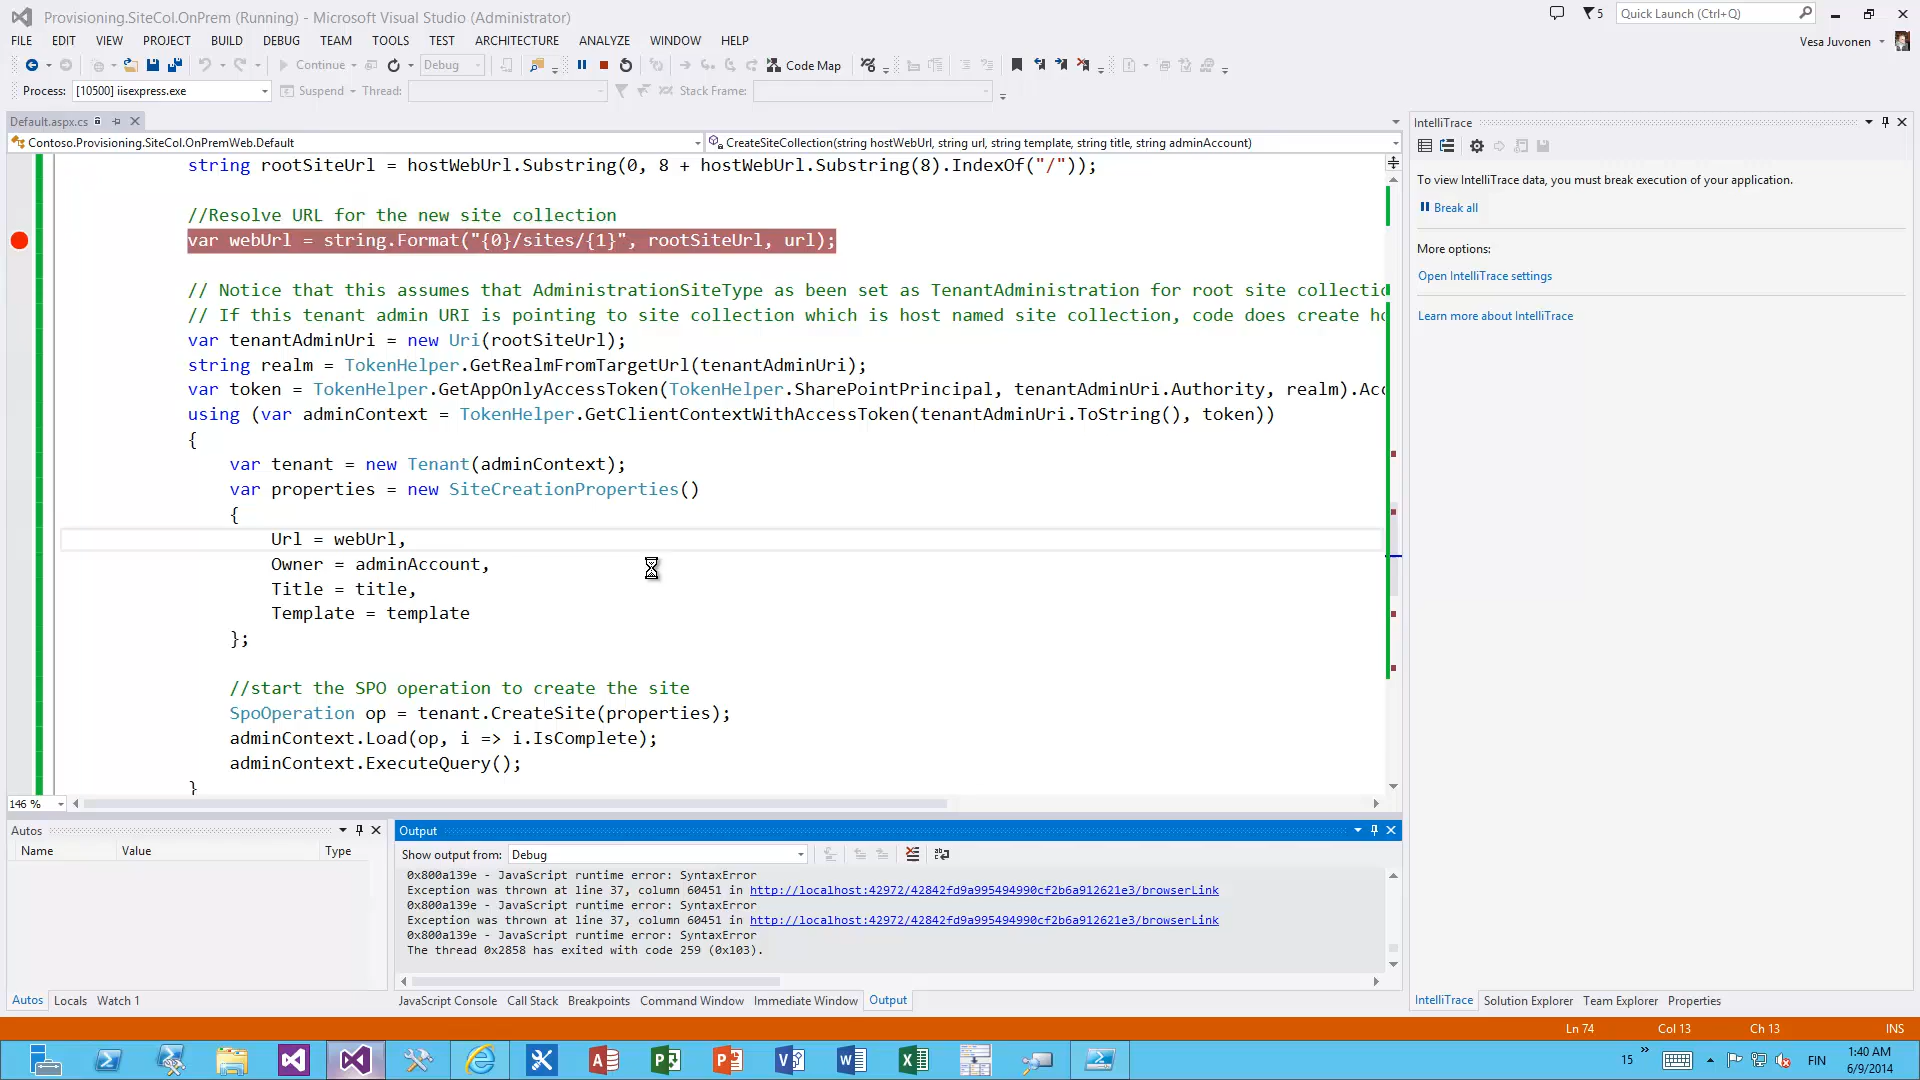 Provisioning.SiteCol.OnPrem (Running) - Microsoft Visual Studio (Administrator)
5
Quick Launch (Ctrl+Q)
FILE EDIT VIEW PROJECT BUILD DEBUG TEAM TOOLS TEST ARCHITECTURE ANALYZE WINDOW HELP
Vesa Juvonen
Continue Debug Code Map
Process: [10500] iisexpress.exe Suspend Thread: Stack Frame:
Default.aspx.cs
Contoso.Provisioning.SiteCol.OnPremWeb.Default
CreateSiteCollection(string hostWebUrl, string url, string template, string title, string adminAccount)
string rootSiteUrl = hostWebUrl.Substring(0, 8 + hostWebUrl.Substring(8).IndexOf("/"));
//Resolve URL for the new site collection
var webUrl = string.Format("{0}/sites/{1}", rootSiteUrl, url);
// Notice that this assumes that AdministrationSiteType as been set as TenantAdministration for root site collectio
// If this tenant admin URI is pointing to site collection which is host named site collection, code does create ho
var tenantAdminUri = new Uri(rootSiteUrl);
string realm = TokenHelper.GetRealmFromTargetUrl(tenantAdminUri);
var token = TokenHelper.GetAppOnlyAccessToken(TokenHelper.SharePointPrincipal, tenantAdminUri.Authority, realm).Acc
using (var adminContext = TokenHelper.GetClientContextWithAccessToken(tenantAdminUri.ToString(), token))
{
var tenant = new Tenant(adminContext);
var properties = new SiteCreationProperties()
{
Url = webUrl,
Owner = adminAccount,
Title = title,
Template = template
};
//start the SPO operation to create the site
SpoOperation op = tenant.CreateSite(properties);
adminContext.Load(op, i => i.IsComplete);
adminContext.ExecuteQuery();
}
146 %
IntelliTrace
To view IntelliTrace data, you must break execution of your application.
Break all
More options:
Open IntelliTrace settings
Learn more about IntelliTrace
Autos
Name Value Type
Output
Show output from: Debug
0x800a139e - JavaScript runtime error: SyntaxError
Exception was thrown at line 37, column 60451 in http://localhost:42972/42842fd9a995494990cf2b6a912621e3/browserLink
0x800a139e - JavaScript runtime error: SyntaxError
Exception was thrown at line 37, column 60451 in http://localhost:42972/42842fd9a995494990cf2b6a912621e3/browserLink
0x800a139e - JavaScript runtime error: SyntaxError
The thread 0x2858 has exited with code 259 (0x103).
Autos Locals Watch 1
JavaScript Console Call Stack Breakpoints Command Window Immediate Window Output
IntelliTrace Solution Explorer Team Explorer Properties
Ln 74 Col 13 Ch 13 INS
15 FIN
1:40 AM
6/9/2014